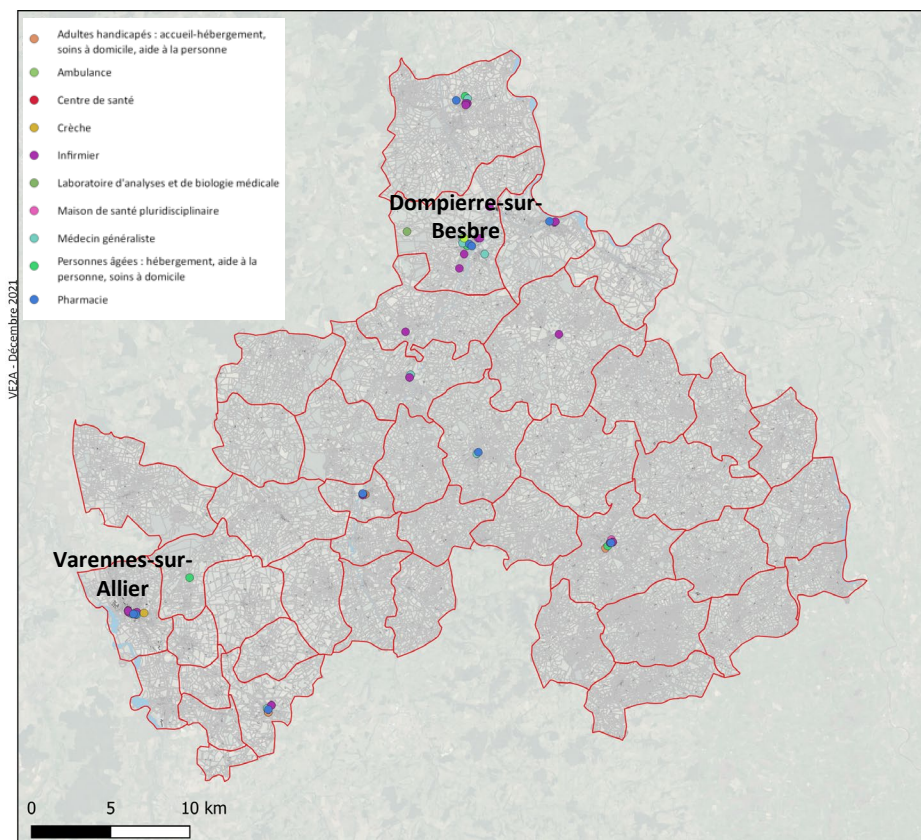 Adultes handicapés : accueil-hébergement,
soins à domicile, aide à la personne
Ambulance
Centre de santé
Crèche
Infirmier
Laboratoire d'analyses et de biologie médicale
Maison de santé pluridisciplinaire
Médecin généraliste
Personnes âgées : hébergement, aide à la
personne, soins à domicile
Pharmacie
VE2A - Décembre 2021
Dompierre-sur-
Besbre
Varennes-sur-
Allier
0 5 10 km